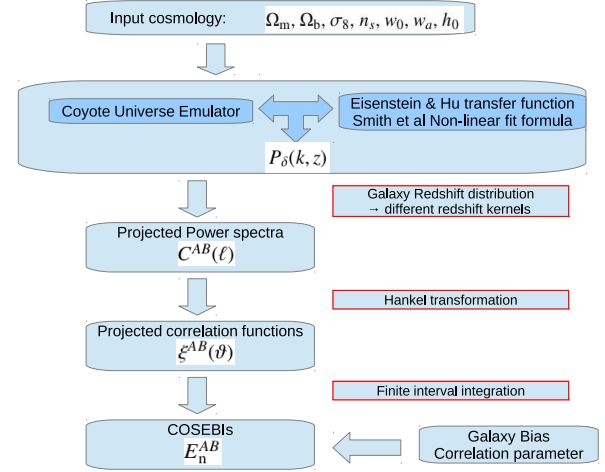 Input cosmology: Ωₘ, Ω_b, σ₈, nₛ, w₀, wₐ, h₀
Coyote Universe Emulator
Eisenstein & Hu transfer function
Smith et al Non-linear fit formula
P_δ(k, z)
Galaxy Redshift distribution
→ different redshift kernels
Projected Power spectra
C^{AB}(ℓ)
Hankel transformation
Projected correlation functions
ξ^{AB}(ϑ)
Finite interval integration
COSEBIs
E_n^{AB}
Galaxy Bias
Correlation parameter